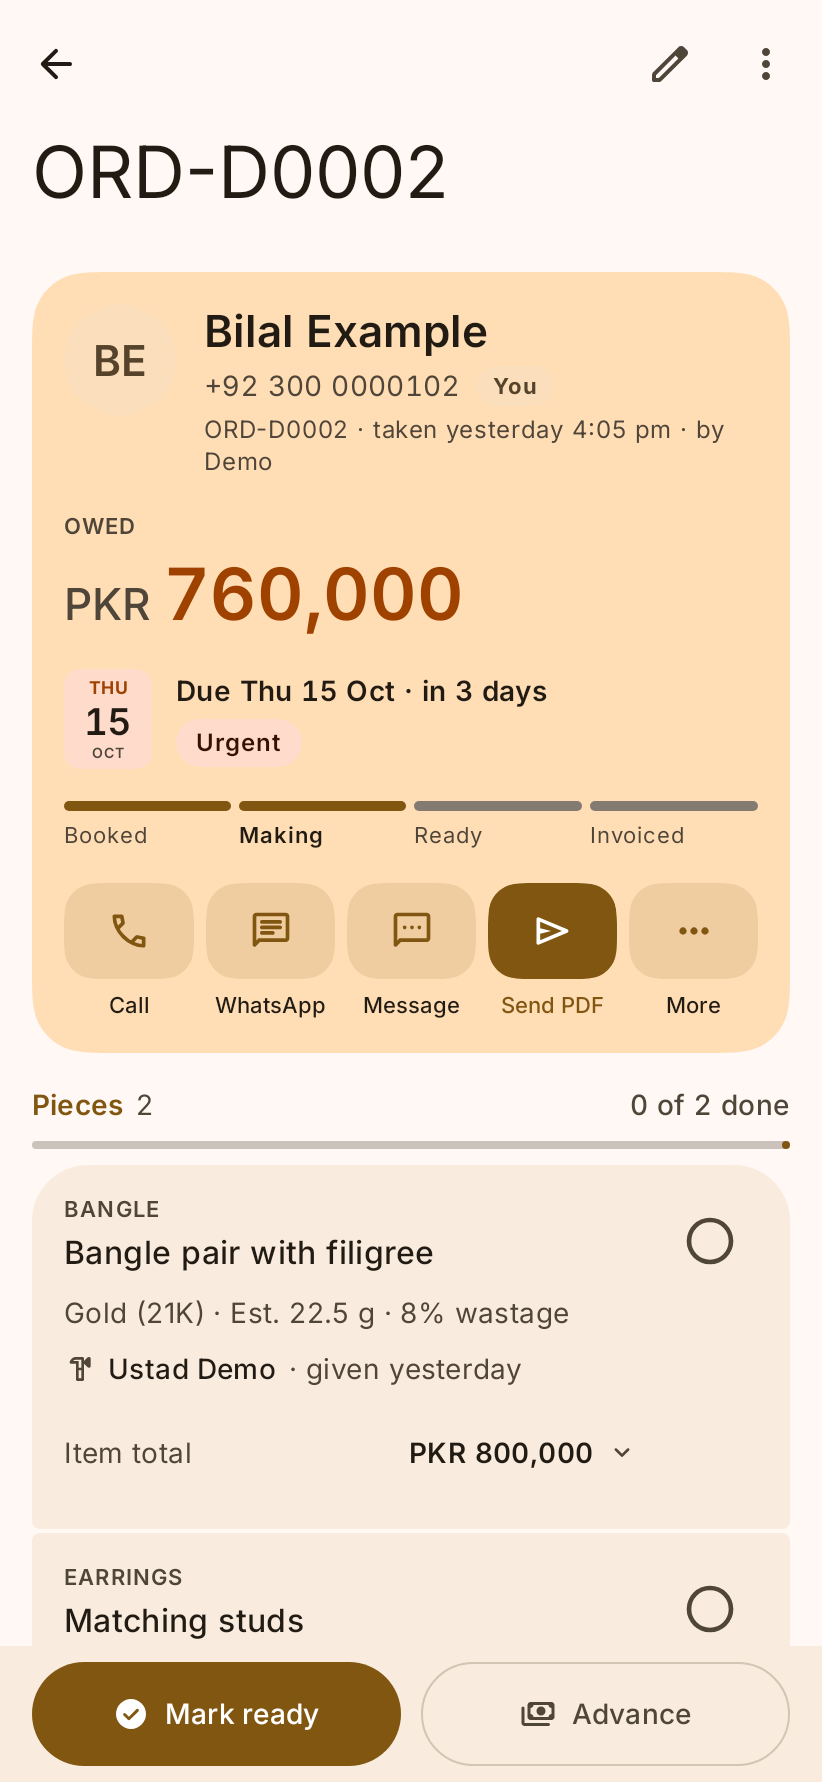 ORD-D0002
BE
Bilal Example
+92 300 0000102 You
ORD-D0002 · taken yesterday 4:05 pm · by
Demo
OWED
PKR 760,000
THU
15
OCT
Due Thu 15 Oct · in 3 days
Urgent
Booked Making Ready Invoiced
Call WhatsApp Message Send PDF More
Pieces 2 0 of 2 done
BANGLE
Bangle pair with filigree
Gold (21K) · Est. 22.5 g · 8% wastage
Ustad Demo · given yesterday
Item total PKR 800,000
EARRINGS
Matching studs
Mark ready Advance